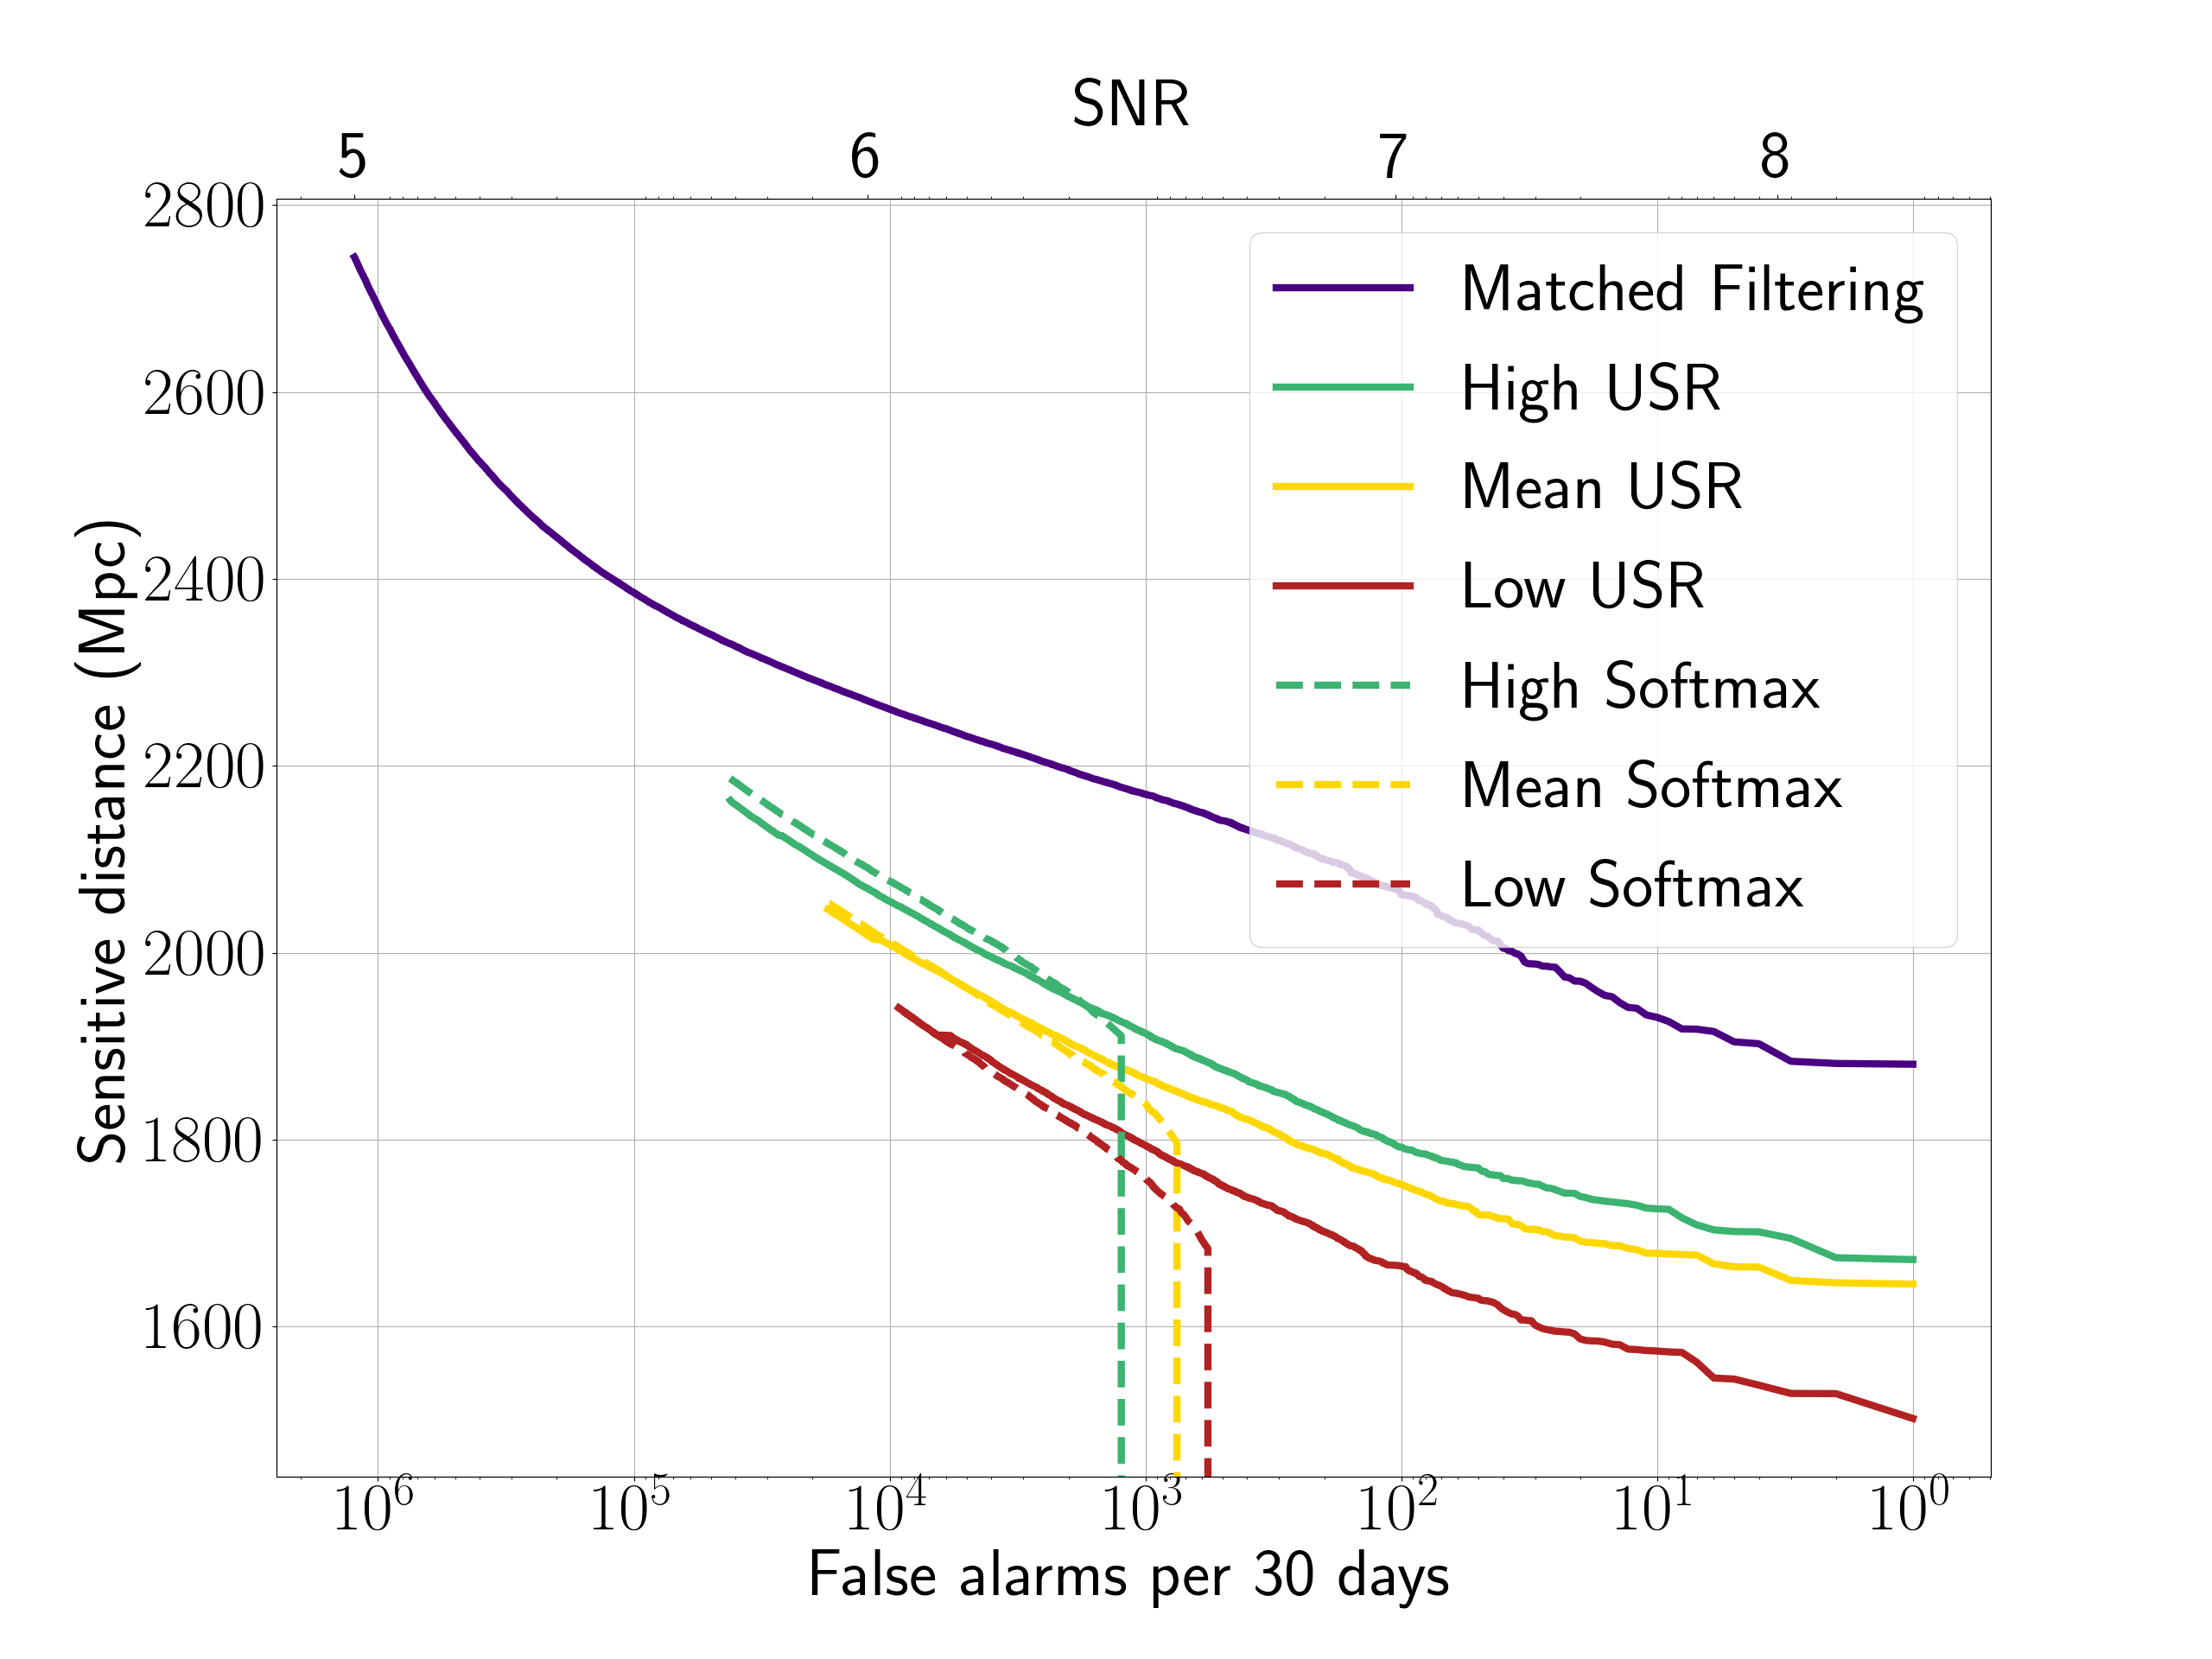 SNR
5 6 7 8
2800
2600
2400
2200
2000
1800
1600
Sensitive distance (Mpc)
Matched Filtering
High USR
Mean USR
Low USR
High Softmax
Mean Softmax
Low Softmax
10^6 10^5 10^4 10^3 10^2 10^1 10^0
False alarms per 30 days